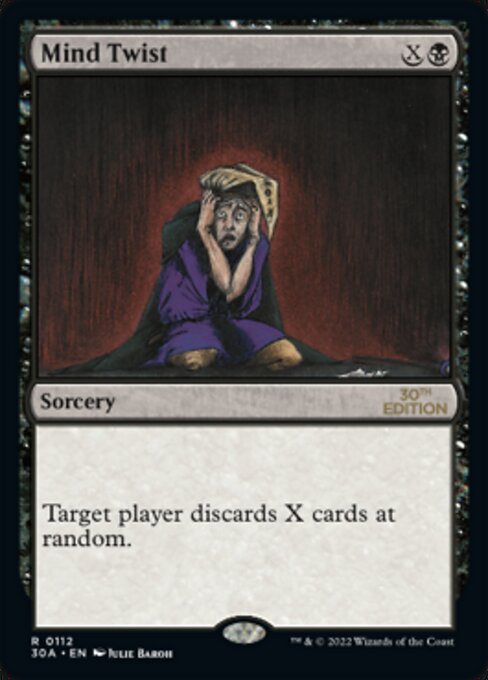 Mind Twist X
Sorcery
30TH
EDITION
Target player discards X cards at
random.
R 0112
30A • EN Julie Baroh
™ & © 2022 Wizards of the Coast